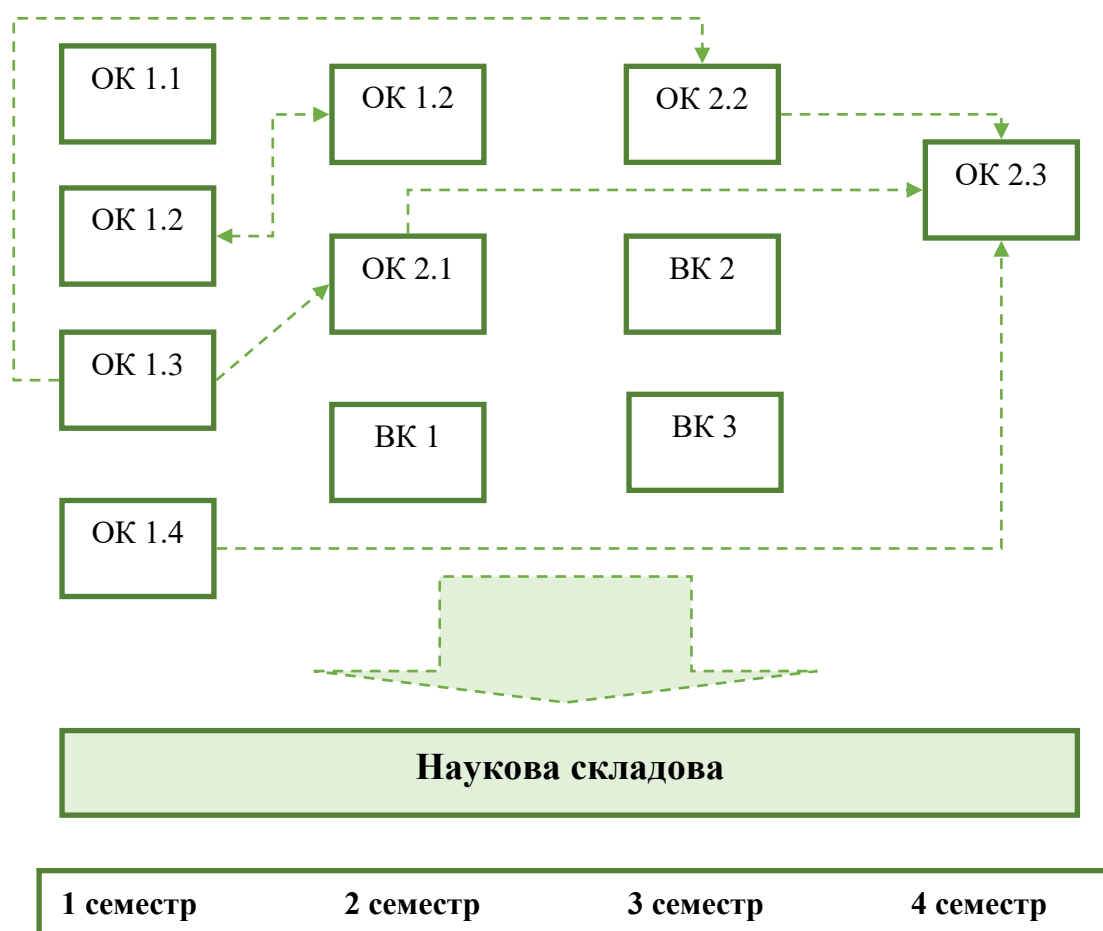 ОК 1.1
ОК 1.2
ОК 2.2
ОК 2.3
ОК 1.2
ОК 2.1
ВК 2
ОК 1.3
ВК 1
ВК 3
ОК 1.4
Наукова складова
1 семестр 2 семестр 3 семестр 4 семестр